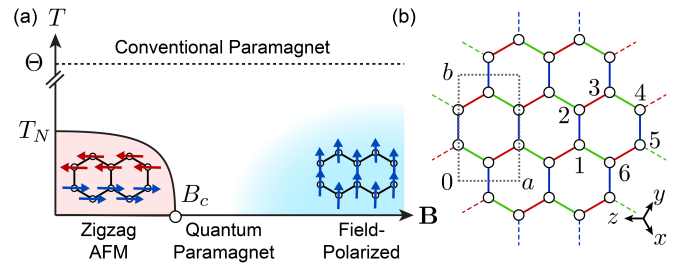 (a)
T
Conventional Paramagnet
Θ
T_N
B_c
B
Zigzag
AFM
Quantum
Paramagnet
Field-
Polarized
(b)
b
3
4
2
5
1
6
0
a
y
z
x